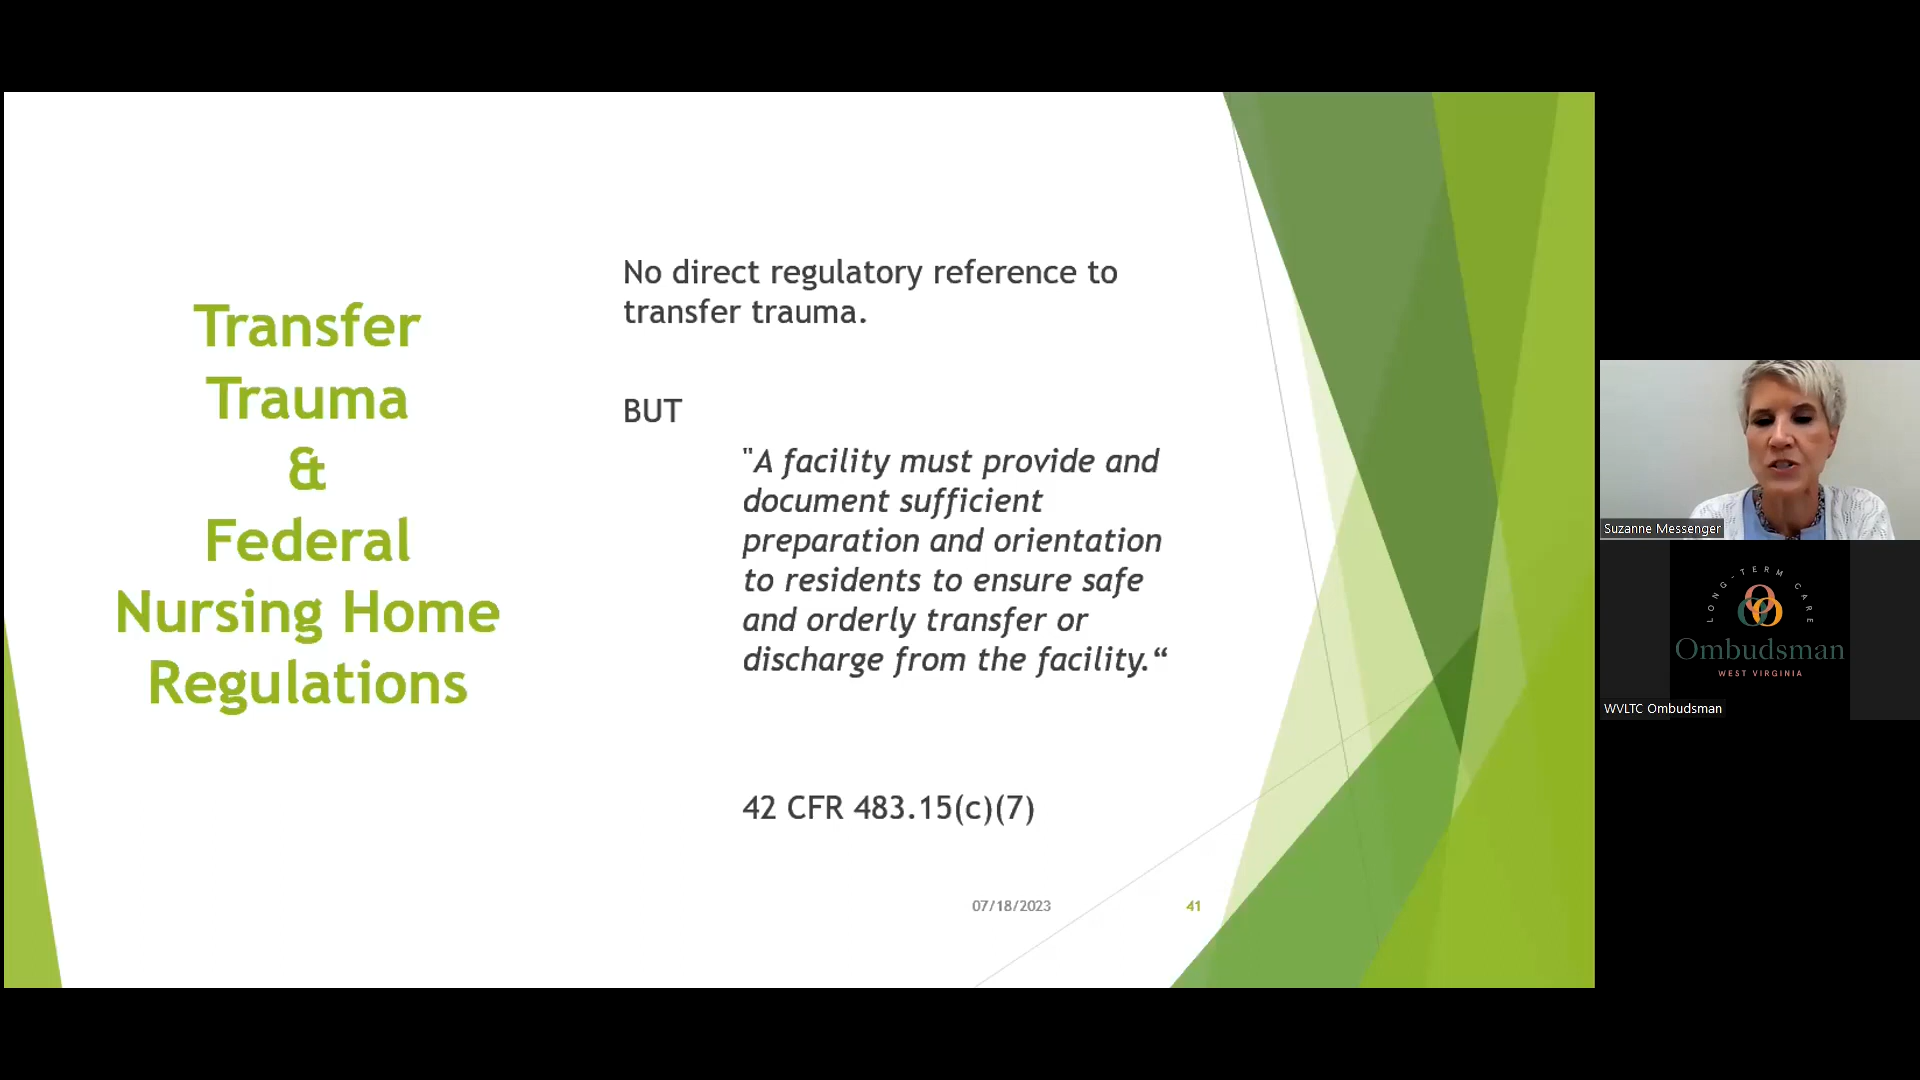 Transfer
Trauma
&
Federal
Nursing Home
Regulations
No direct regulatory reference to
transfer trauma.
BUT
"A facility must provide and
document sufficient
preparation and orientation
to residents to ensure safe
and orderly transfer or
discharge from the facility.“
42 CFR 483.15(c)(7)
07/18/2023
41
Suzanne Messenger
LONG-TERM CARE
Ombudsman
WEST VIRGINIA
WVLTC Ombudsman